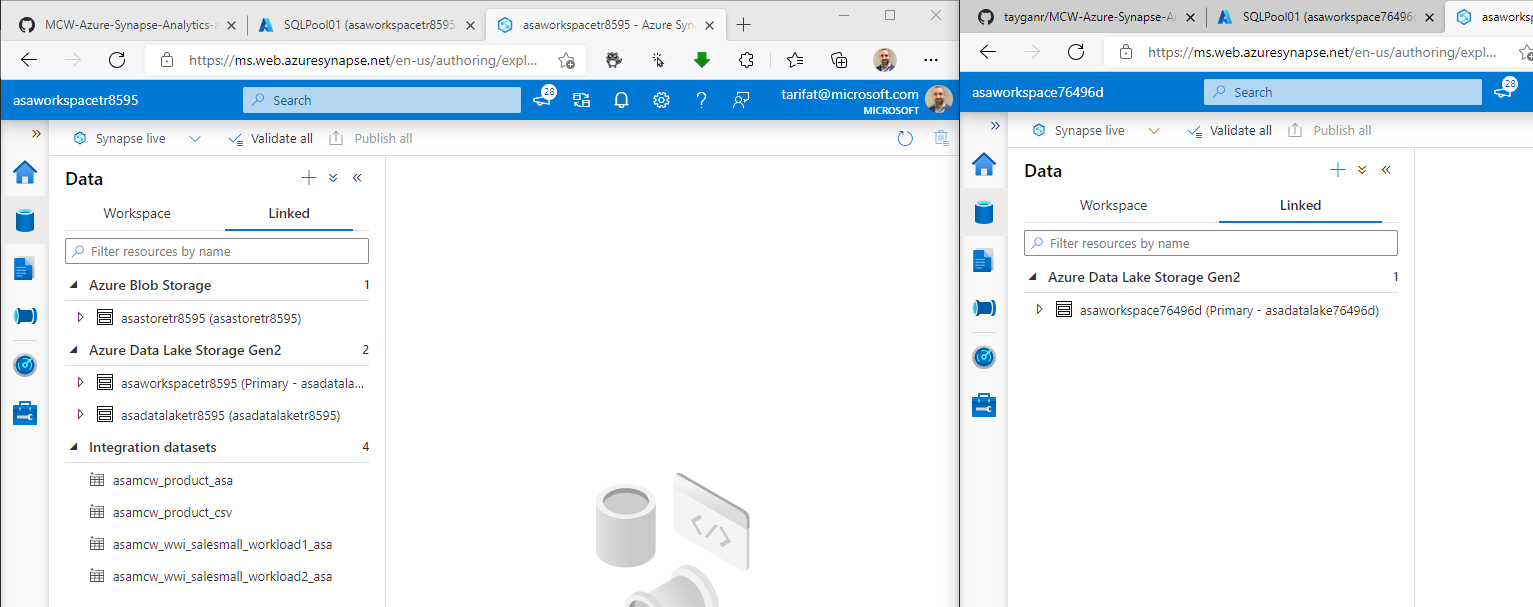 MCW-Azure-Synapse-Analytics-a
SQLPool01 (asaworkspacetr8595,
asaworkspacetr8595 - Azure Syn
https://ms.web.azuresynapse.net/en-us/authoring/expl...
asaworkspacetr8595
Search
28
tarifat@microsoft.com
MICROSOFT
Synapse live
Validate all
Publish all
Data
Workspace
Linked
Filter resources by name
Azure Blob Storage 1
asastoretr8595 (asastoretr8595)
Azure Data Lake Storage Gen2 2
asaworkspacetr8595 (Primary - asadatala...
asadatalaketr8595 (asadatalaketr8595)
Integration datasets 4
asamcw_product_asa
asamcw_product_csv
asamcw_wwi_salesmall_workload1_asa
asamcw_wwi_salesmall_workload2_asa
tayganr/MCW-Azure-Synapse-A
SQLPool01 (asaworkspace76496
asawork
https://ms.web.azuresynapse.net/en-us/authoring/expl...
asaworkspace76496d
Search
28
Synapse live
Validate all
Publish all
Data
Workspace
Linked
Filter resources by name
Azure Data Lake Storage Gen2 1
asaworkspace76496d (Primary - asadatalake76496d)